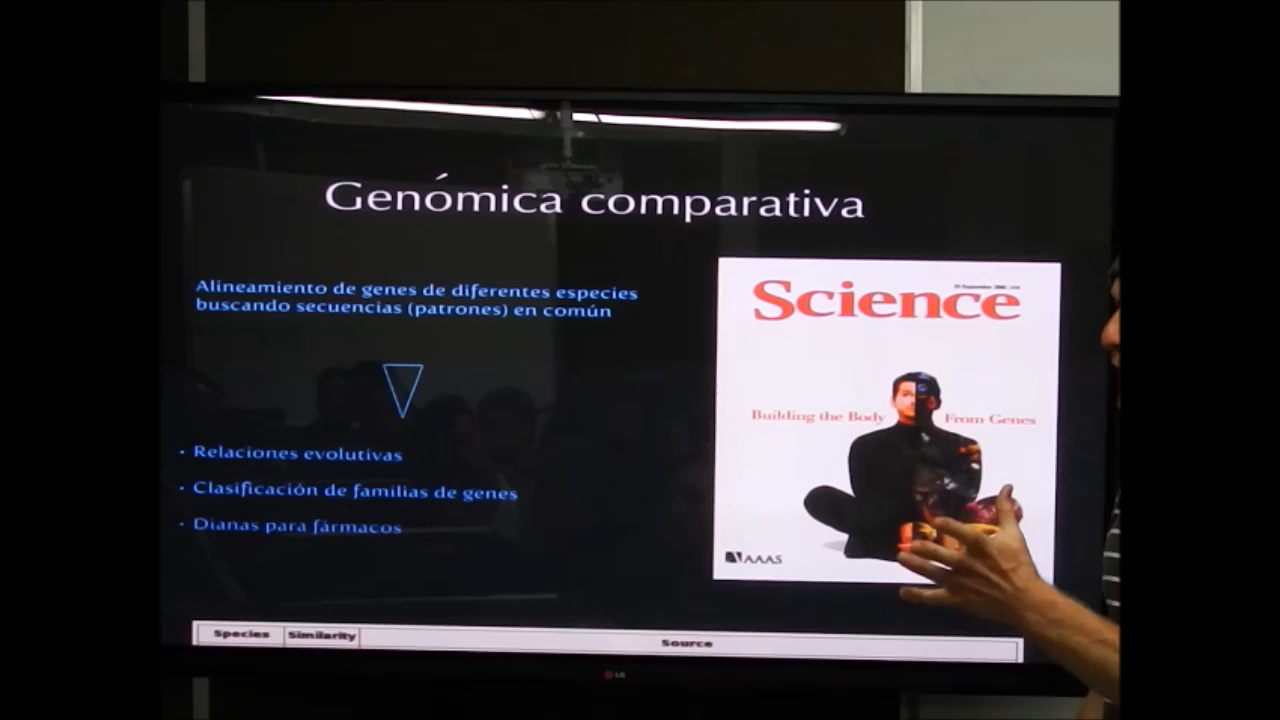 Genómica comparativa
Alineamiento de genes de diferentes especies
buscando secuencias (patrones) en común
• Relaciones evolutivas
• Clasificación de familias de genes
• Dianas para fármacos
Science
Building the Body From Genes
AAAS
Species Similarity Source
LG